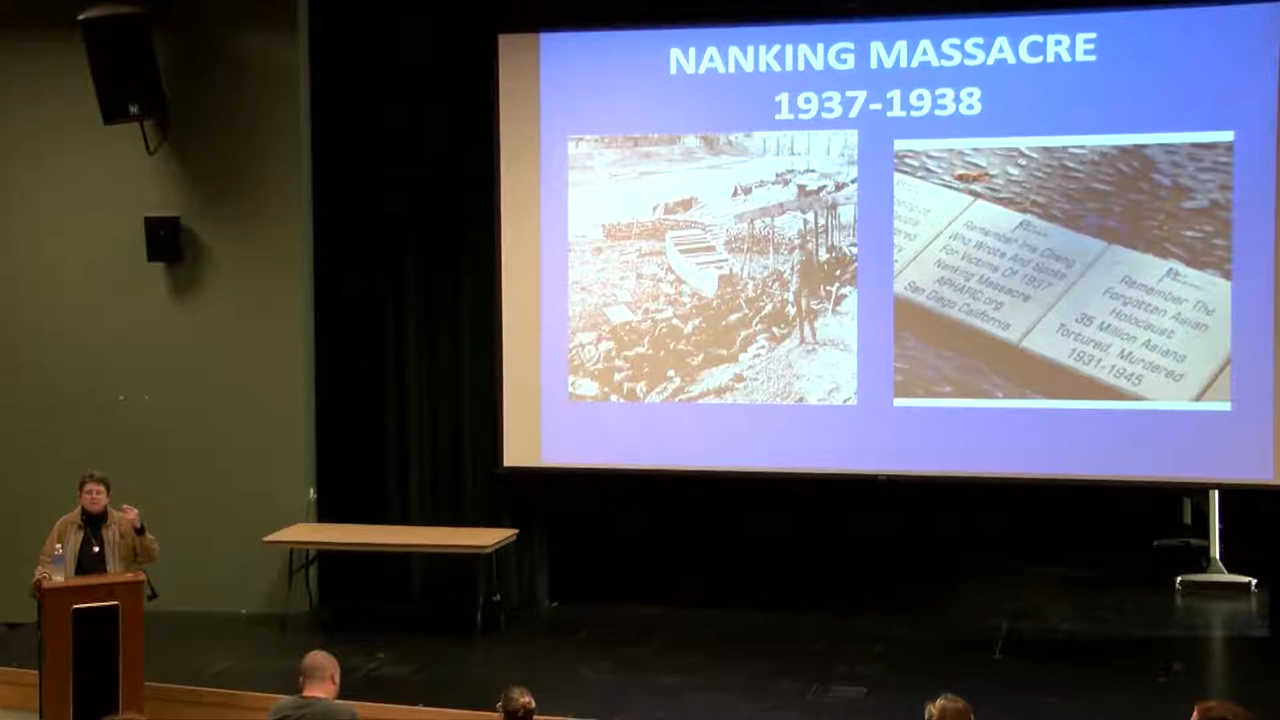 NANKING MASSACRE
1937-1938
Remember Iris Chang
Who Wrote And Spoke
For Victims Of 1937
Nanking Massacre
APHAFIC.org
San Diego California
Remember The
Forgotten Asian
Holocaust
35 Million Asians
Tortured, Murdered
1931-1945